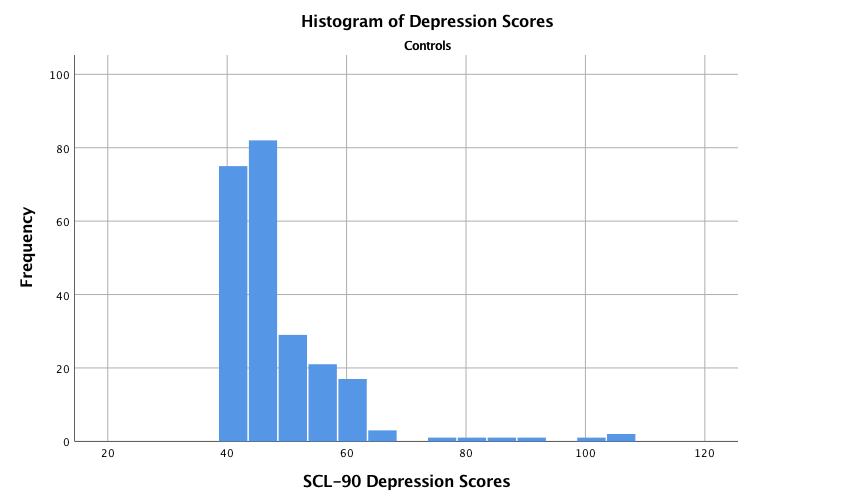 Histogram of Depression Scores
Controls
Frequency
100
80
60
40
20
0
20 40 60 80 100 120
SCL-90 Depression Scores